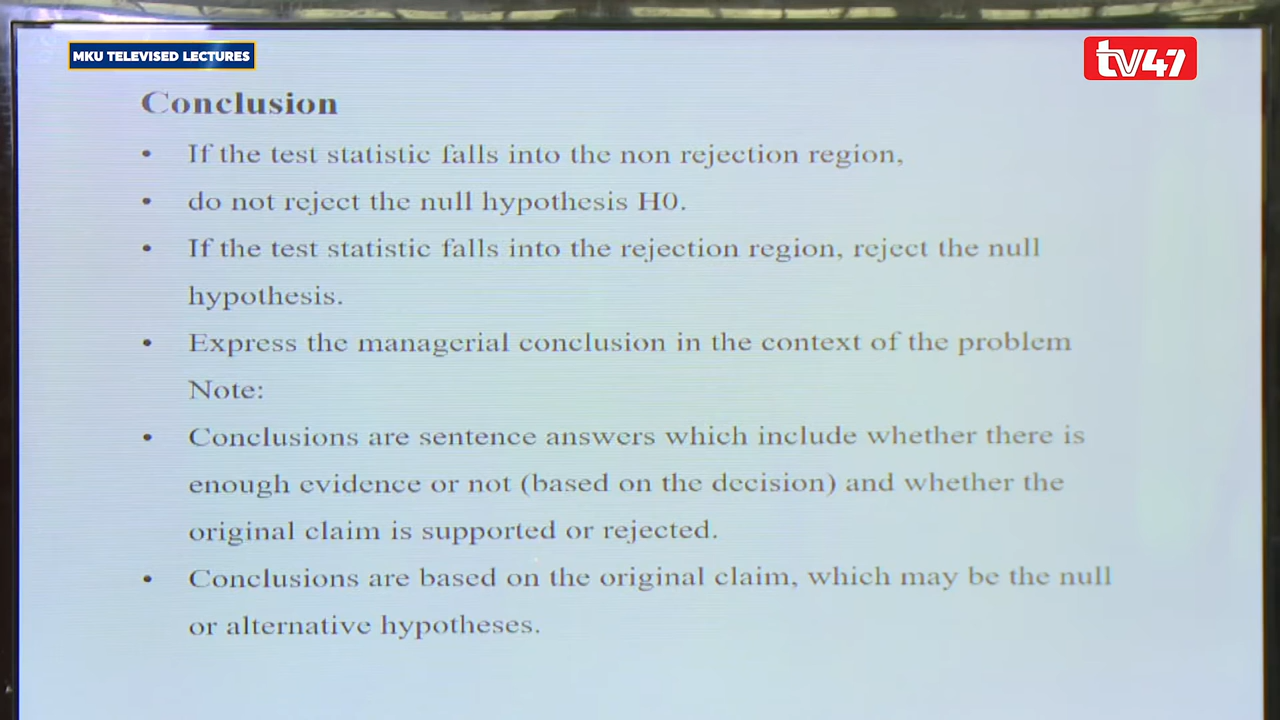 MKU TELEVISED LECTURES
tv47
Conclusion
• If the test statistic falls into the non rejection region,
• do not reject the null hypothesis H0.
• If the test statistic falls into the rejection region, reject the null
hypothesis.
• Express the managerial conclusion in the context of the problem
Note:
• Conclusions are sentence answers which include whether there is
enough evidence or not (based on the decision) and whether the
original claim is supported or rejected.
• Conclusions are based on the original claim, which may be the null
or alternative hypotheses.